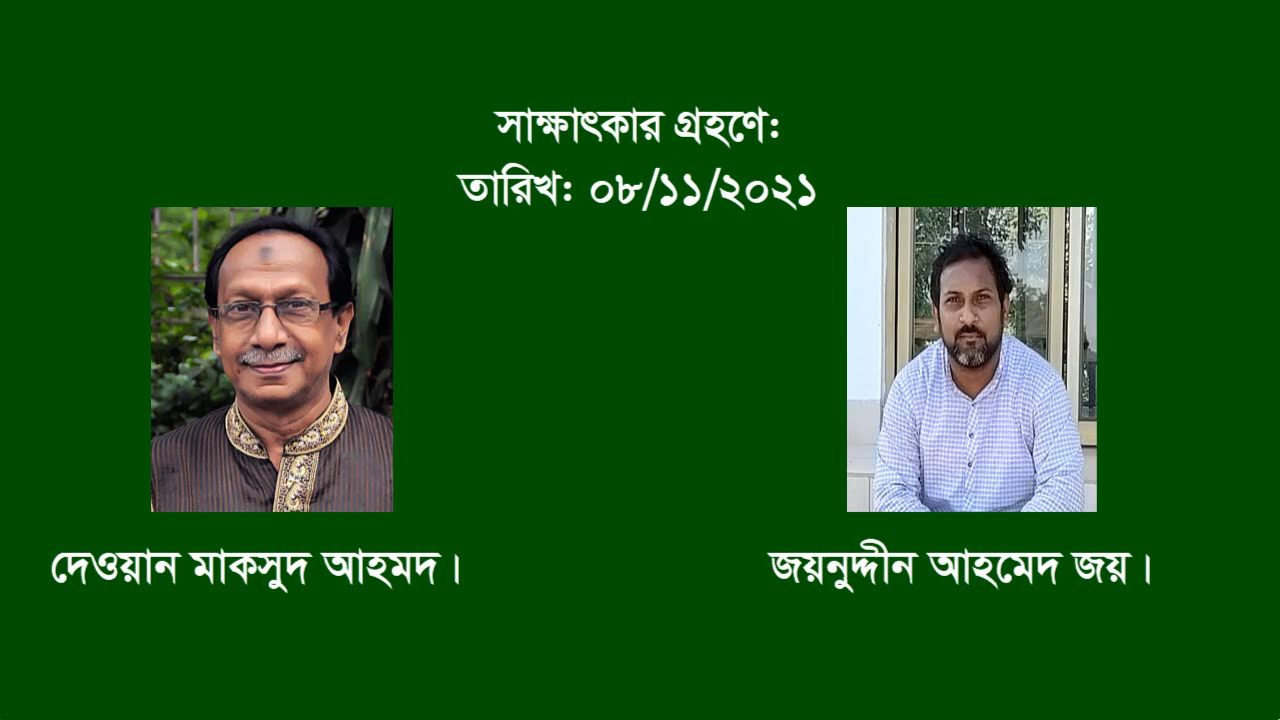 সাক্ষাৎকার গ্রহণে:
তারিখ: ০৮/১১/২০২১
দেওয়ান মাকসুদ আহমদ।
জয়নুদ্দীন আহমেদ জয়।